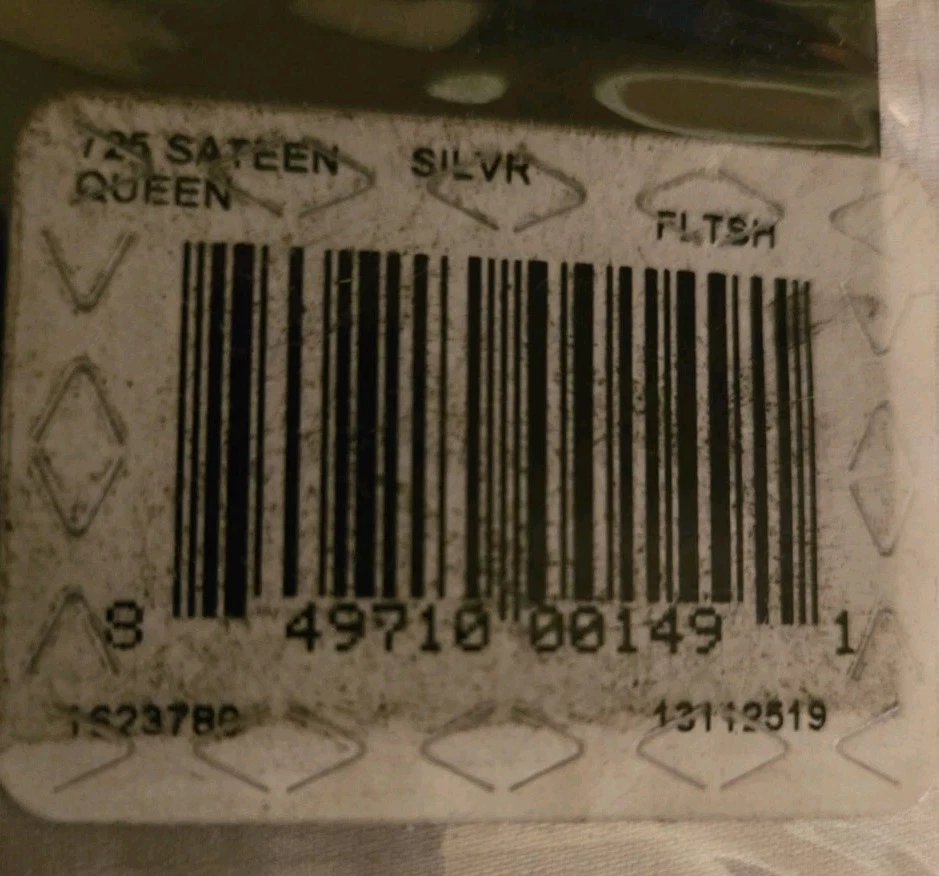 725 SATEEN SILVR
QUEEN
FLTSH
8 49710 00149 1
13112519